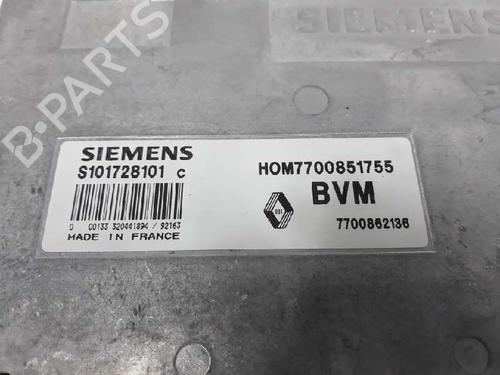 SIEMENS
B-PARTS
SIEMENS
S101728101 C
0 00133 320441894 / 92163
MADE IN FRANCE
HOM7700851755
BVM
7700862136